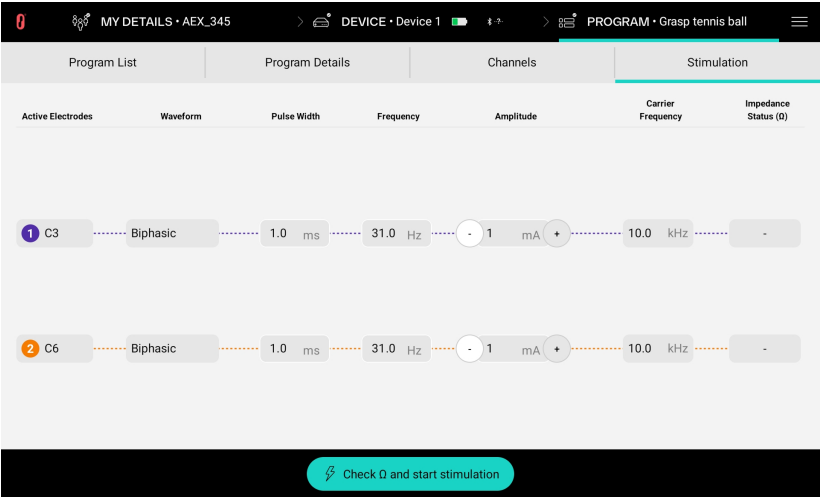 MY DETAILS • AEX_345
DEVICE • Device 1
PROGRAM • Grasp tennis ball
Program List
Program Details
Channels
Stimulation
Active Electrodes
Waveform
Pulse Width
Frequency
Amplitude
Carrier
Frequency
Impedance
Status (Ω)
1 C3 Biphasic 1.0 ms 31.0 Hz - 1 mA + 10.0 kHz -
2 C6 Biphasic 1.0 ms 31.0 Hz - 1 mA + 10.0 kHz -
Check Ω and start stimulation